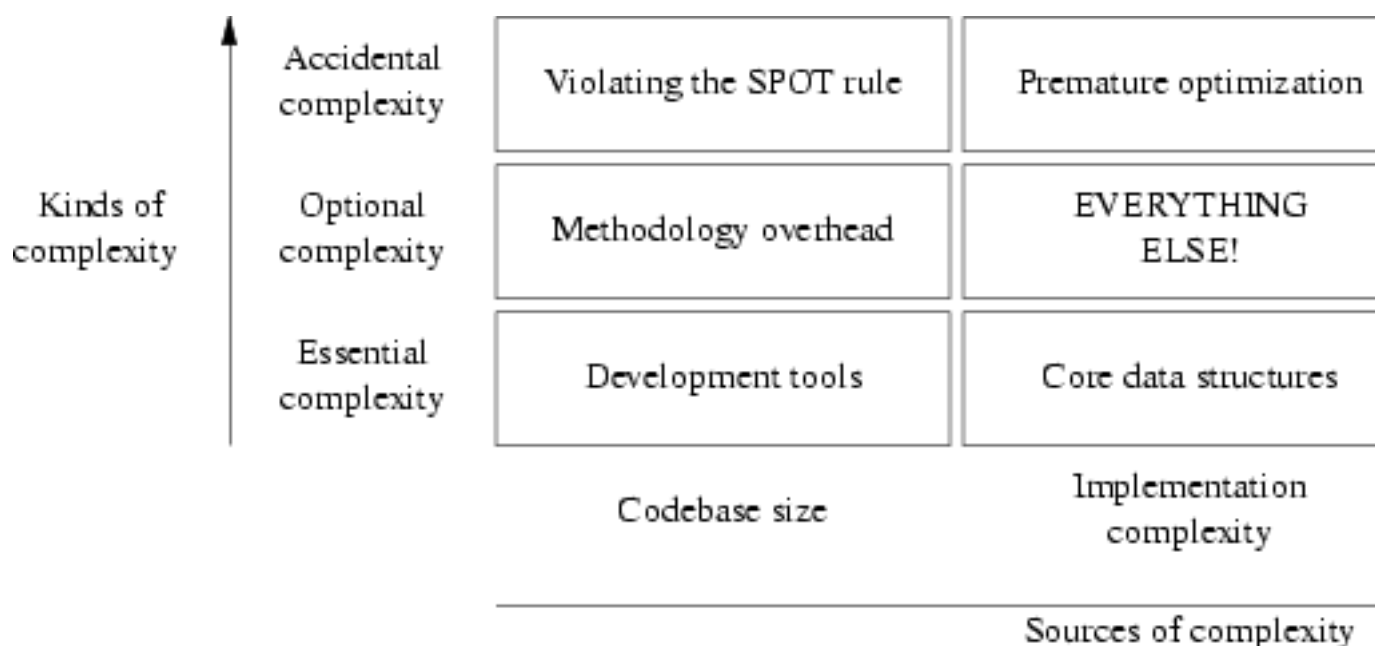 Accidental
complexity
Violating the SPOT rule
Premature optimization
Kinds of
complexity
Optional
complexity
Methodology overhead
EVERYTHING
ELSE!
Essential
complexity
Development tools
Core data structures
Codebase size
Implementation
complexity
Sources of complexity